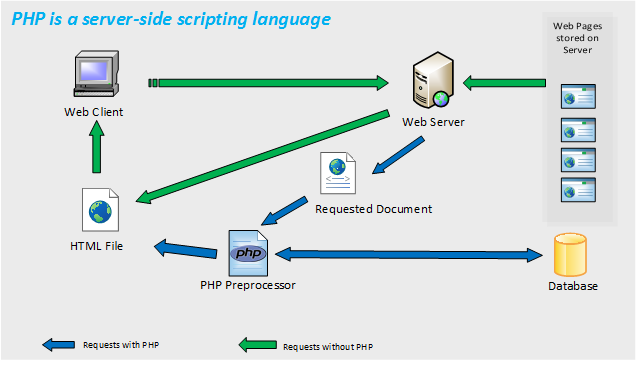 PHP is a server-side scripting language
Web Pages
stored on
Server
Web Client
Web Server
Requested Document
HTML File
php
PHP Preprocessor
Database
Requests with PHP
Requests without PHP